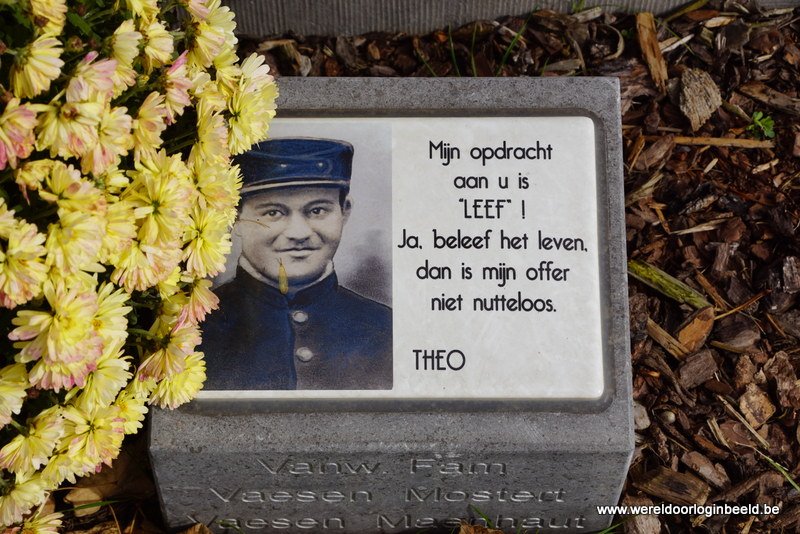 Mijn opdracht
aan u is
"LEEF" !
Ja, beleef het leven,
dan is mijn offer
niet nutteloos.
THEO
Vanw. Fam
Vaesen Mostert
Vaesen Maenhaut
www.wereldoorloginbeeld.be